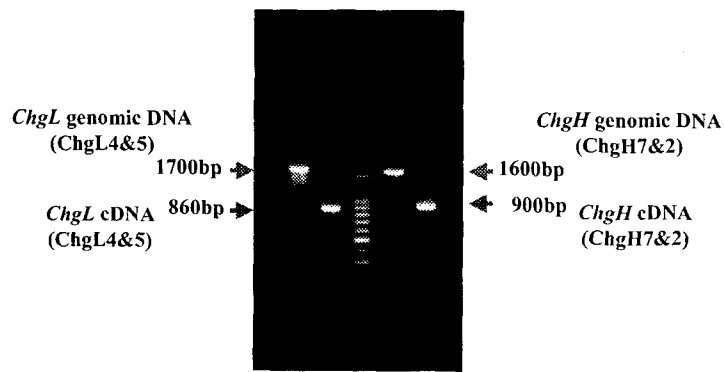 ChgL genomic DNA
(ChgL4&5)
1700bp
ChgL cDNA
(ChgL4&5)
860bp
ChgH genomic DNA
(ChgH7&2)
1600bp
900bp
ChgH cDNA
(ChgH7&2)